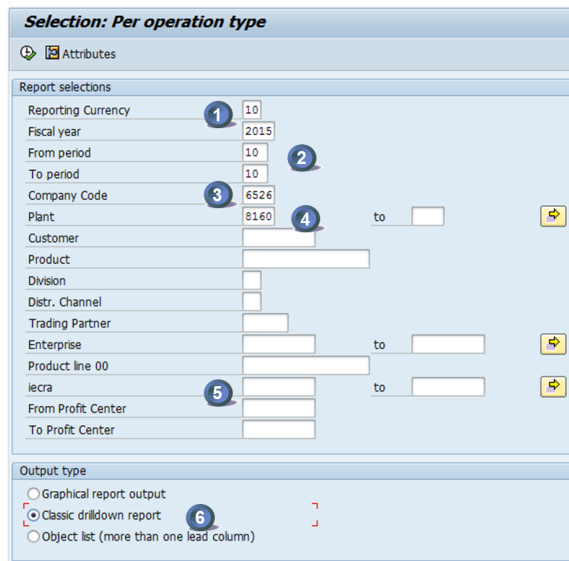 Selection: Per operation type
Attributes
Report selections
Reporting Currency 1 10
Fiscal year 2015
From period 10 2
To period 10
Company Code 3 6526
Plant 8160 4 to
Customer
Product
Division
Distr. Channel
Trading Partner
Enterprise to
Product line 00
iecra 5 to
From Profit Center
To Profit Center
Output type
Graphical report output
Classic drilldown report 6
Object list (more than one lead column)